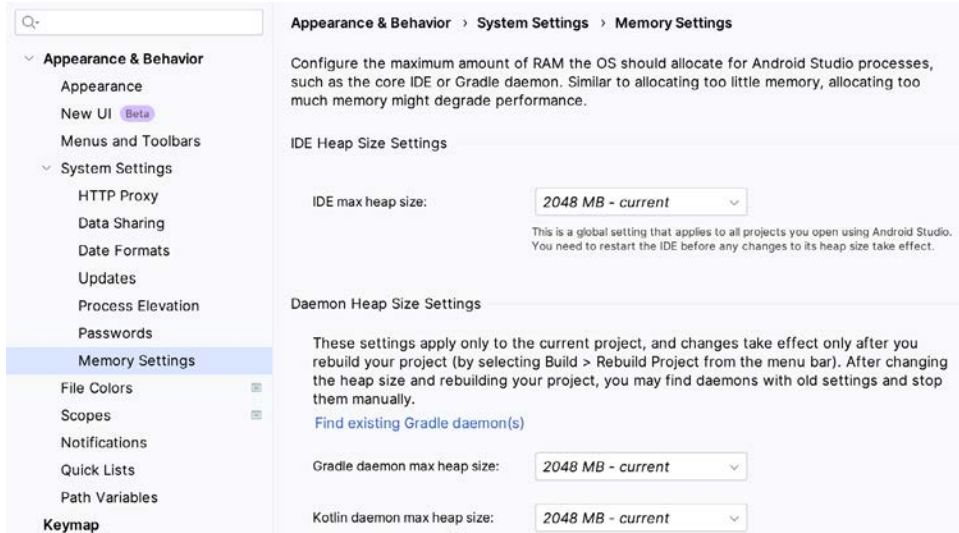 Appearance & Behavior
Appearance
New UI Beta
Menus and Toolbars
System Settings
HTTP Proxy
Data Sharing
Date Formats
Updates
Process Elevation
Passwords
Memory Settings
File Colors
Scopes
Notifications
Quick Lists
Path Variables
Keymap
Appearance & Behavior › System Settings › Memory Settings
Configure the maximum amount of RAM the OS should allocate for Android Studio processes,
such as the core IDE or Gradle daemon. Similar to allocating too little memory, allocating too
much memory might degrade performance.
IDE Heap Size Settings
IDE max heap size: 2048 MB - current
This is a global setting that applies to all projects you open using Android Studio.
You need to restart the IDE before any changes to its heap size take effect.
Daemon Heap Size Settings
These settings apply only to the current project, and changes take effect only after you
rebuild your project (by selecting Build > Rebuild Project from the menu bar). After changing
the heap size and rebuilding your project, you may find daemons with old settings and stop
them manually.
Find existing Gradle daemon(s)
Gradle daemon max heap size: 2048 MB - current
Kotlin daemon max heap size: 2048 MB - current